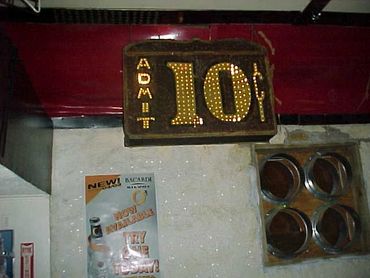 ADMIT
10¢
NEW!
BACARDI
NOW
AVAILABLE
TRY
ONE
TODAY!